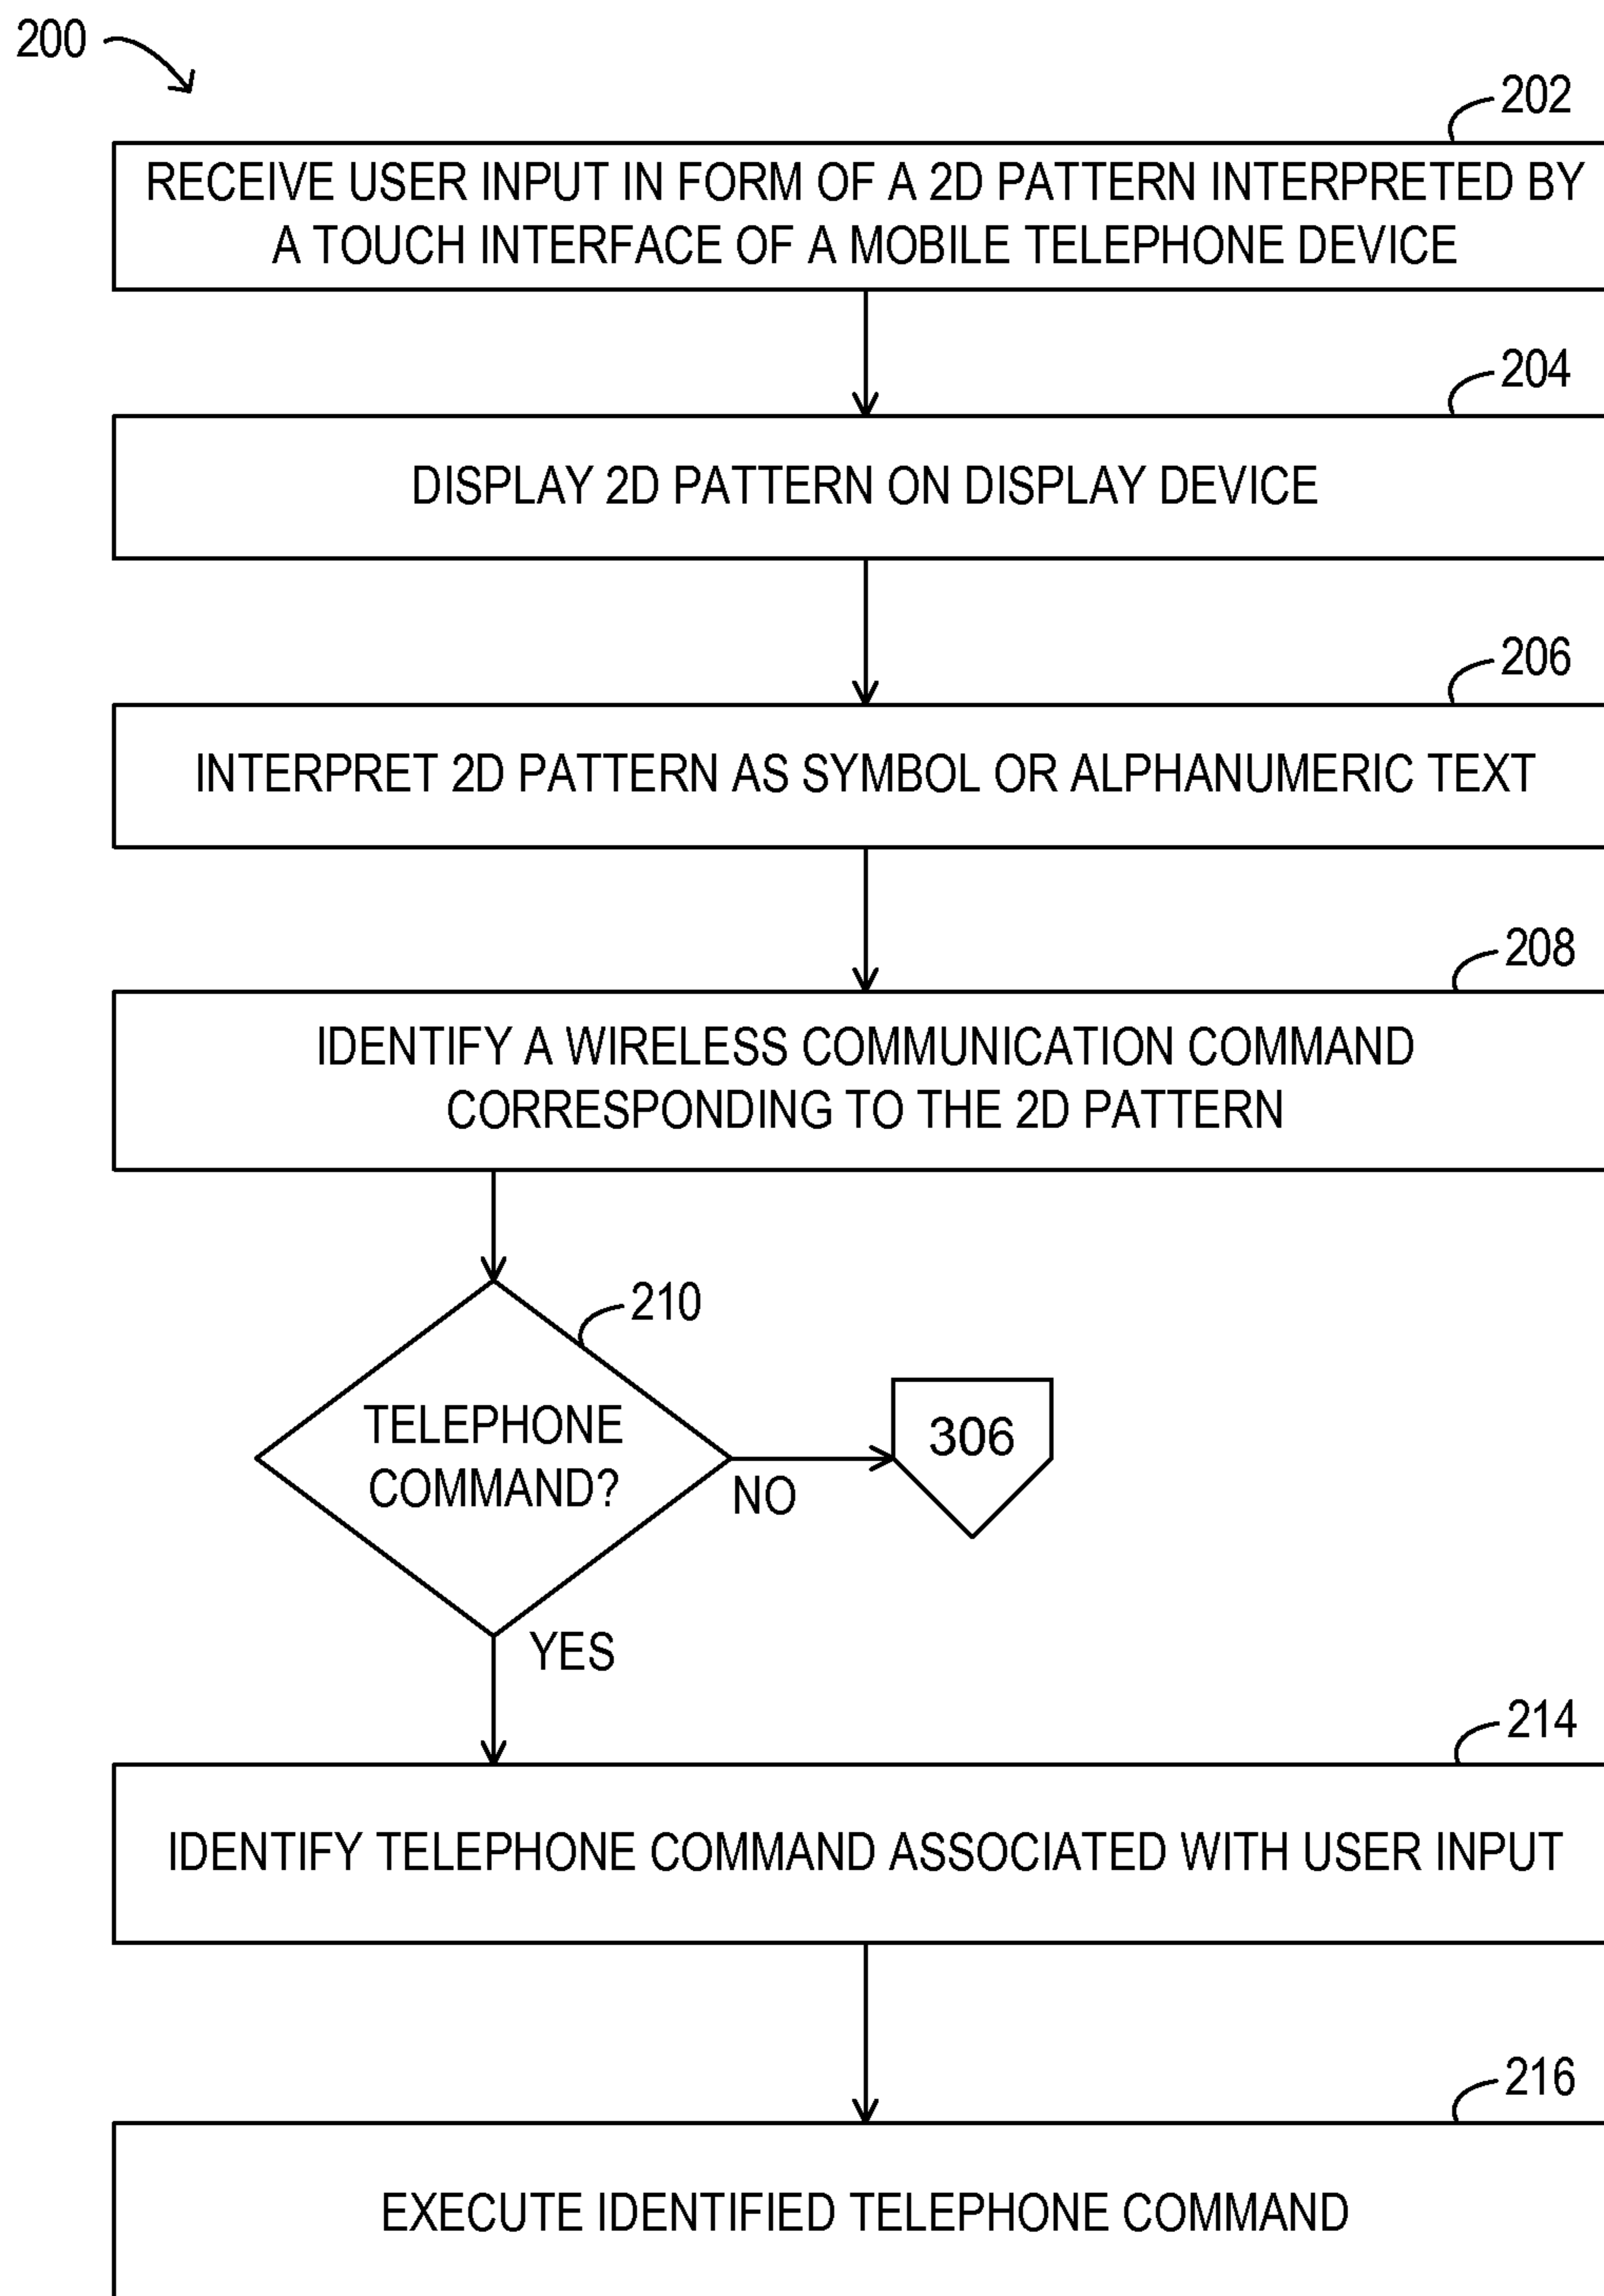 200
202
RECEIVE USER INPUT IN FORM OF A 2D PATTERN INTERPRETED BY
A TOUCH INTERFACE OF A MOBILE TELEPHONE DEVICE
204
DISPLAY 2D PATTERN ON DISPLAY DEVICE
206
INTERPRET 2D PATTERN AS SYMBOL OR ALPHANUMERIC TEXT
208
IDENTIFY A WIRELESS COMMUNICATION COMMAND
CORRESPONDING TO THE 2D PATTERN
210
TELEPHONE
COMMAND?
NO
306
YES
214
IDENTIFY TELEPHONE COMMAND ASSOCIATED WITH USER INPUT
216
EXECUTE IDENTIFIED TELEPHONE COMMAND